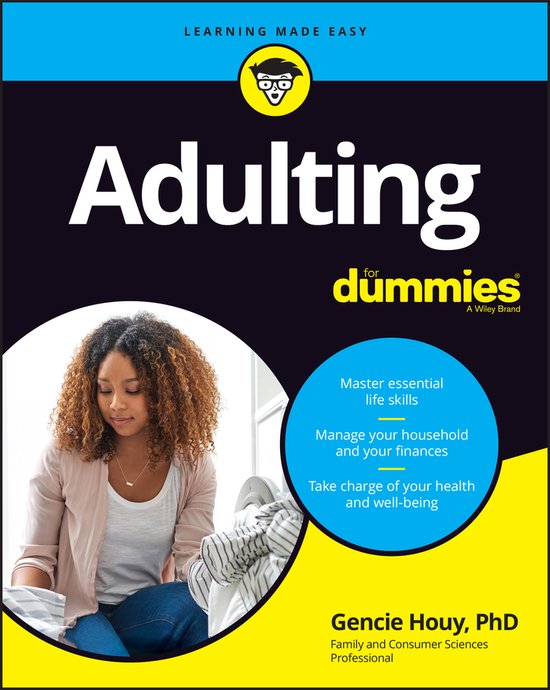 LEARNING MADE EASY
Adulting
for
dummies®
A Wiley Brand
Master essential
life skills
Manage your household
and your finances
Take charge of your health
and well-being
Gencie Houy, PhD
Family and Consumer Sciences
Professional